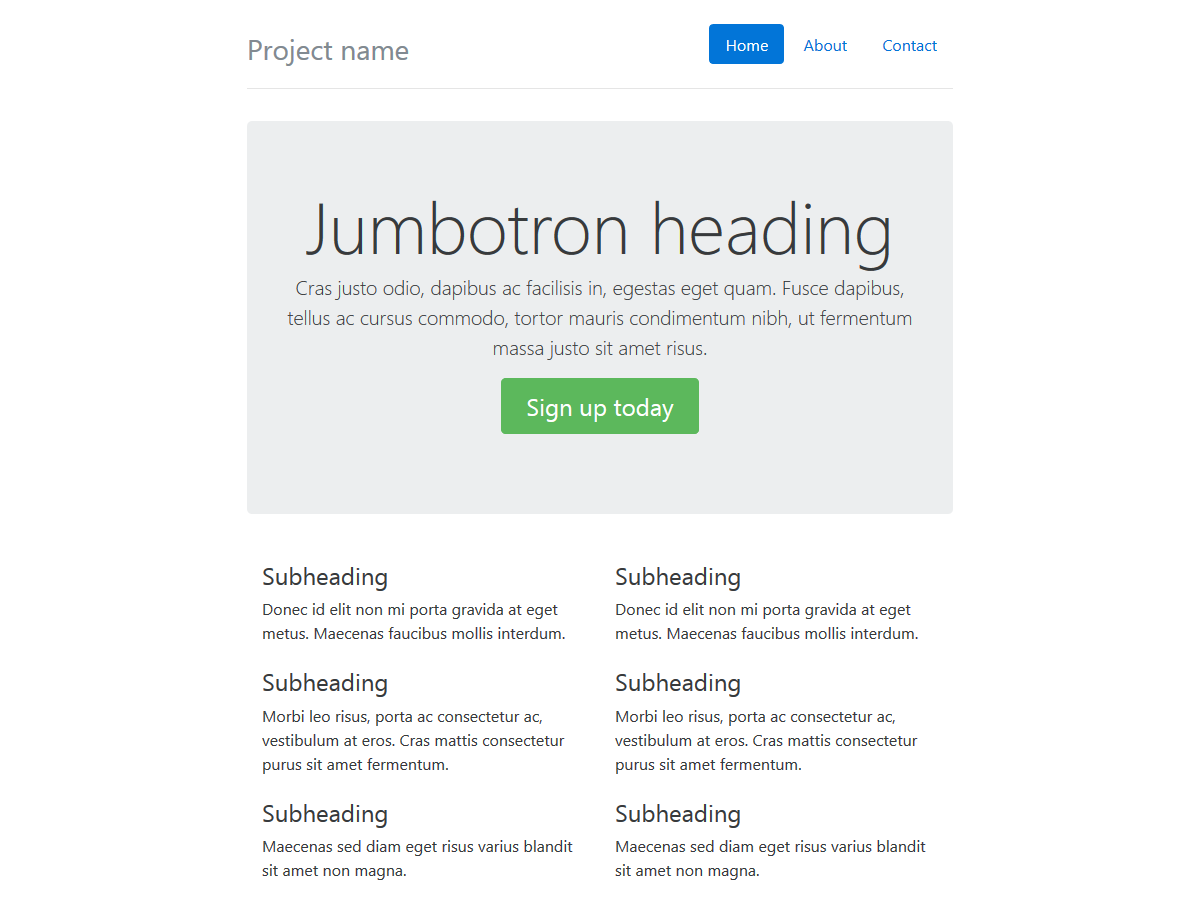 Project name
Home About Contact
Jumbotron heading
Cras justo odio, dapibus ac facilisis in, egestas eget quam. Fusce dapibus,
tellus ac cursus commodo, tortor mauris condimentum nibh, ut fermentum
massa justo sit amet risus.
Sign up today
Subheading
Donec id elit non mi porta gravida at eget
metus. Maecenas faucibus mollis interdum.
Subheading
Morbi leo risus, porta ac consectetur ac,
vestibulum at eros. Cras mattis consectetur
purus sit amet fermentum.
Subheading
Maecenas sed diam eget risus varius blandit
sit amet non magna.
Subheading
Donec id elit non mi porta gravida at eget
metus. Maecenas faucibus mollis interdum.
Subheading
Morbi leo risus, porta ac consectetur ac,
vestibulum at eros. Cras mattis consectetur
purus sit amet fermentum.
Subheading
Maecenas sed diam eget risus varius blandit
sit amet non magna.